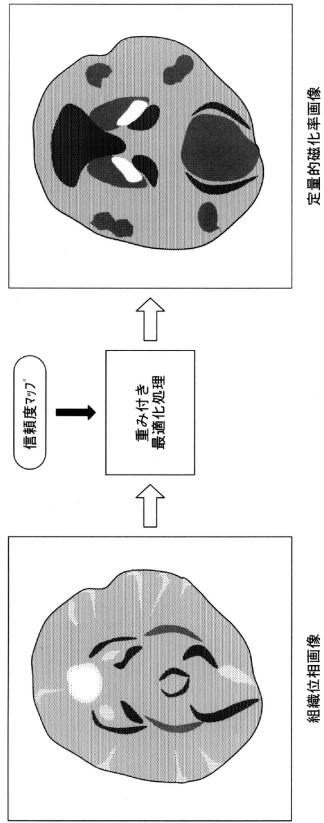 組織位相画像
信頼度マップ
重み付き
最適化処理
定量的磁化率画像